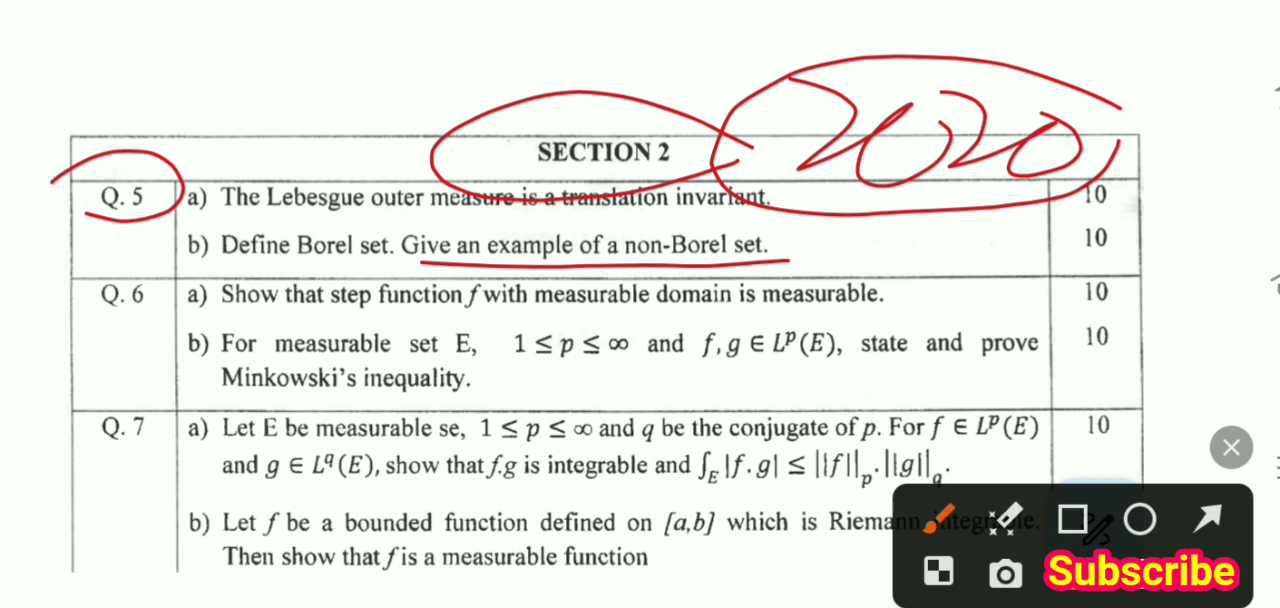 2020
SECTION 2
Q. 5 a) The Lebesgue outer measure is a translation invariant. 10
b) Define Borel set. Give an example of a non-Borel set. 10
Q. 6 a) Show that step function f with measurable domain is measurable. 10
b) For measurable set E, 1 ≤ p ≤ ∞ and f, g ∈ Lᵖ(E), state and prove 10
Minkowski's inequality.
Q. 7 a) Let E be measurable se, 1 ≤ p ≤ ∞ and q be the conjugate of p. For f ∈ Lᵖ(E) 10
and g ∈ L^q(E), show that f.g is integrable and ∫_E |f.g| ≤ ||f||_p.||g||_q.
b) Let f be a bounded function defined on [a,b] which is Riemann integrable.
Then show that f is a measurable function
Subscribe